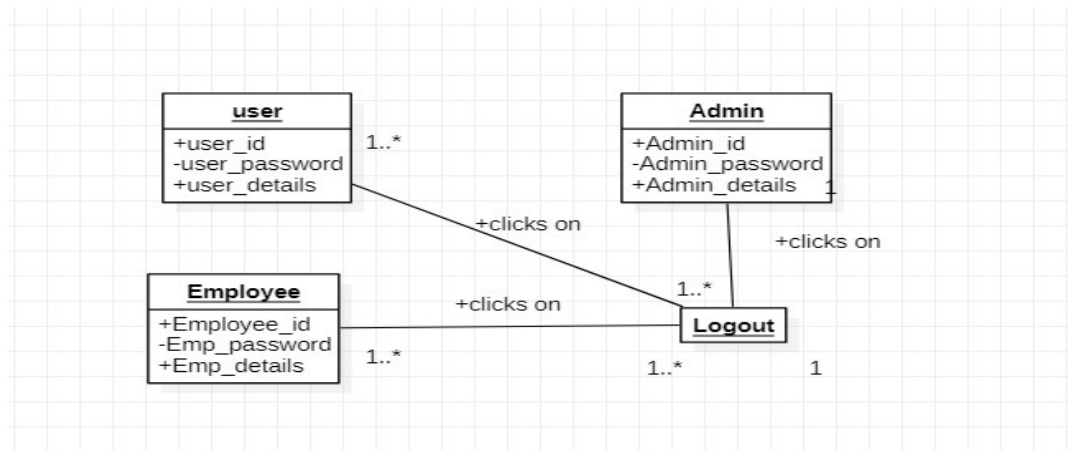 user
+user_id
-user_password
+user_details
1..*
Admin
+Admin_id
-Admin_password
+Admin_details
1
+clicks on
+clicks on
Employee
+Employee_id
-Emp_password
+Emp_details
+clicks on
1..*
1..*
Logout
1..*
1